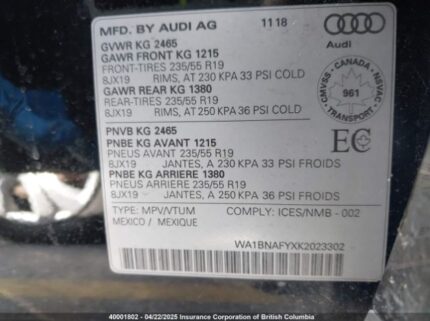 MFD. BY AUDI AG 11 18
Audi
GVWR KG 2465
GAWR FRONT KG 1215
FRONT-TIRES 235/55 R19
8JX19 RIMS, AT 230 KPA 33 PSI COLD
GAWR REAR KG 1380
REAR-TIRES 235/55 R19
8JX19 RIMS, AT 250 KPA 36 PSI COLD
CMVSS - CANADA - NSVAC
961
TRANSPORT
PNVB KG 2465
PNBE KG AVANT 1215
PNEUS AVANT 235/55 R19
8JX19 JANTES, A 230 KPA 33 PSI FROIDS
PNBE KG ARRIERE 1380
PNEUS ARRIERE 235/55 R19
8JX19 JANTES, A 250 KPA 36 PSI FROIDS
EC
TYPE: MPV/VTUM COMPLY: ICES/NMB - 002
MEXICO / MEXIQUE
WA1BNAFYXK2023302
40001802 - 04/22/2025 Insurance Corporation of British Columbia